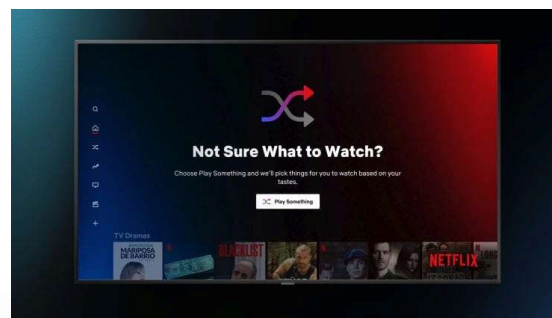 Not Sure What to Watch?
Choose Play Something and we'll pick things for you to watch based on your
tastes.
Play Something
TV Dramas
MARIPOSA
DE BARRIO
BLACKLIST
NETFLIX